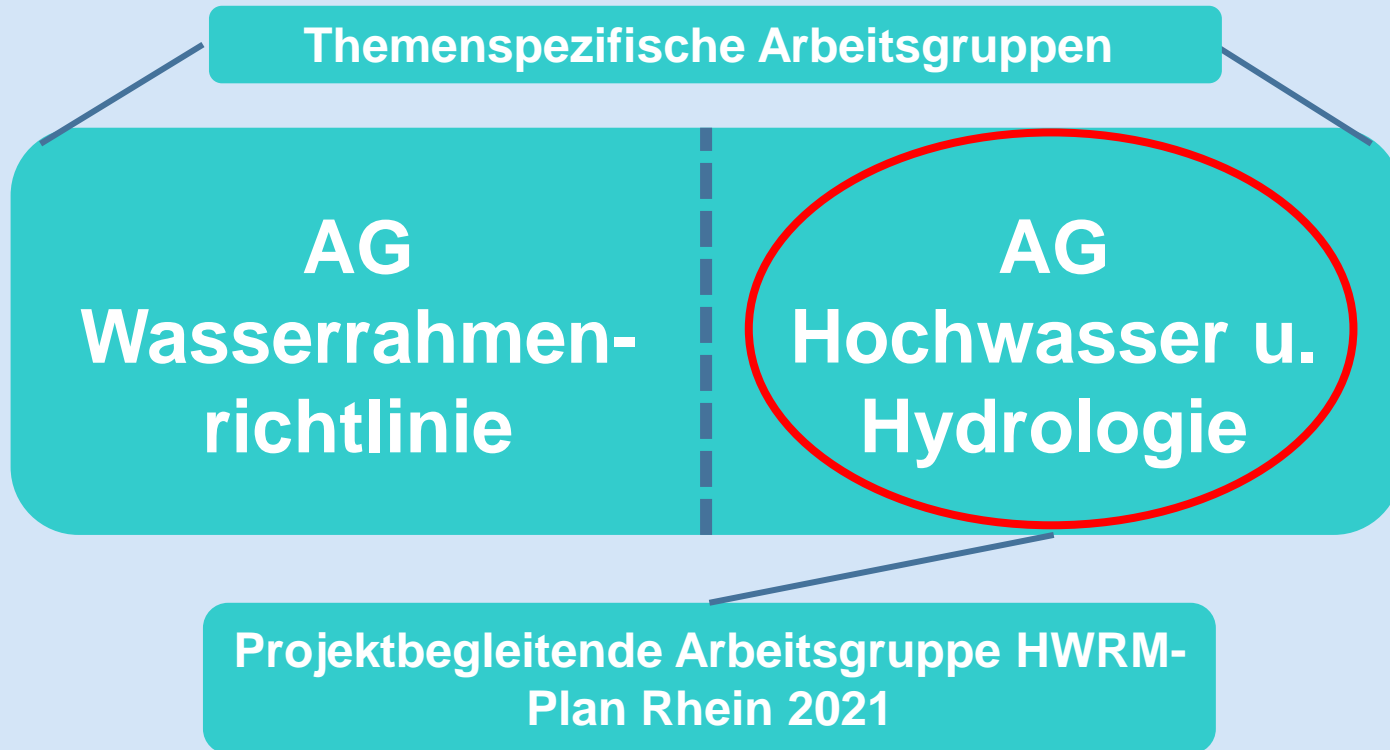 Themenspezifische Arbeitsgruppen
AG
Wasserrahmen-
richtlinie
AG
Hochwasser u.
Hydrologie
Projektbegleitende Arbeitsgruppe HWRM-
Plan Rhein 2021